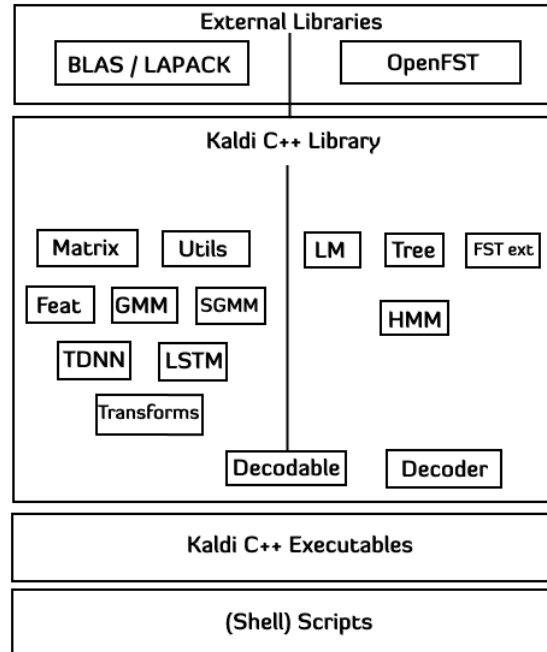 External Libraries
BLAS / LAPACK
OpenFST
Kaldi C++ Library
Matrix
Utils
LM
Tree
FST ext
Feat
GMM
SGMM
HMM
TDNN
LSTM
Transforms
Decodable
Decoder
Kaldi C++ Executables
(Shell) Scripts